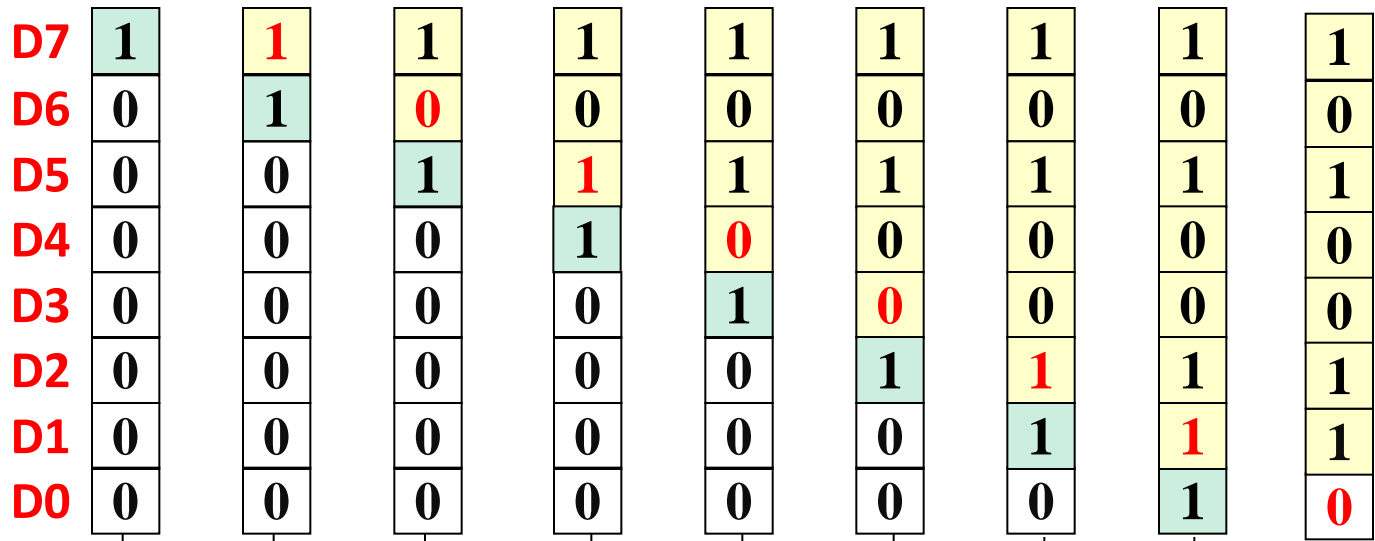 D7 1 1 1 1 1 1 1 1 1
D6 0 1 0 0 0 0 0 0 0
D5 0 0 1 1 1 1 1 1 1
D4 0 0 0 1 0 0 0 0 0
D3 0 0 0 0 1 0 0 0 0
D2 0 0 0 0 0 1 1 1 1
D1 0 0 0 0 0 0 1 1 1
D0 0 0 0 0 0 0 0 1 0